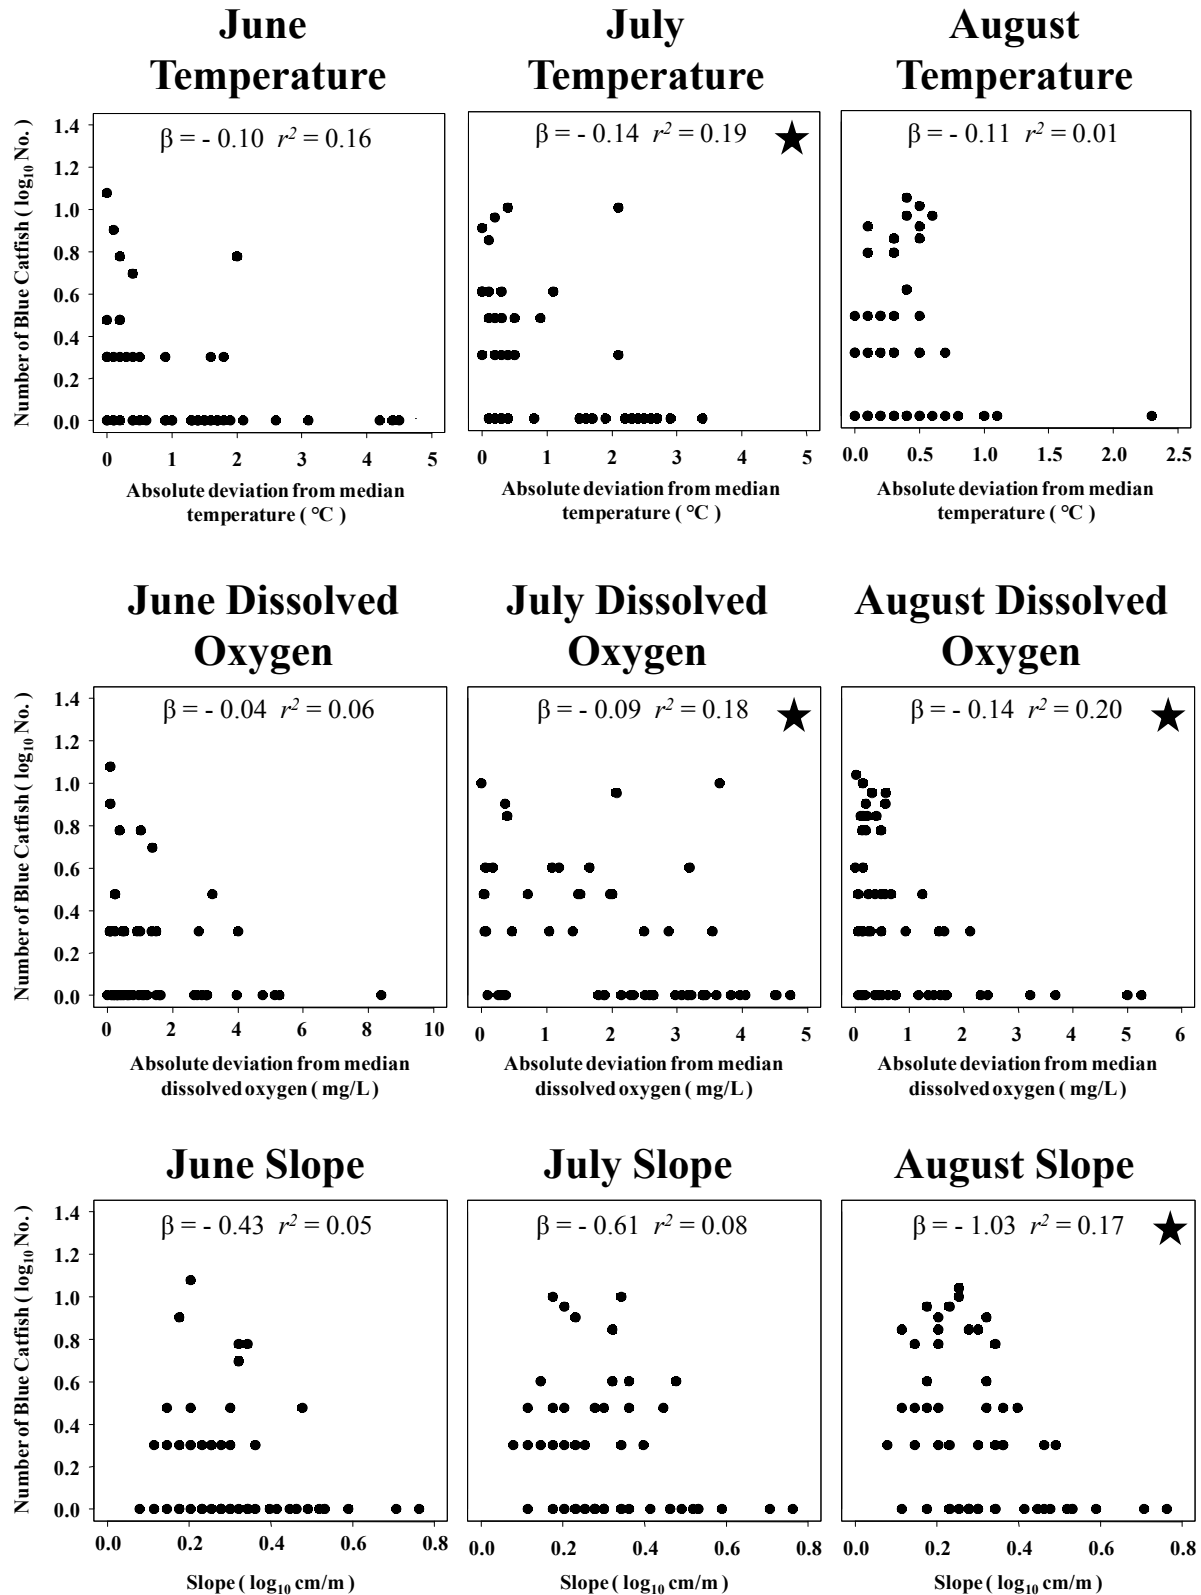 June
Temperature
July
Temperature
August
Temperature
Number of Blue Catfish ( log10 No. )
1.4
1.2
1.0
0.8
0.6
0.4
0.2
0.0
β = - 0.10 r² = 0.16
β = - 0.14 r² = 0.19
β = - 0.11 r² = 0.01
0 1 2 3 4 5
0 1 2 3 4 5
0.0 0.5 1.0 1.5 2.0 2.5
Absolute deviation from median
temperature ( °C )
Absolute deviation from median
temperature ( °C )
Absolute deviation from median
temperature ( °C )
June Dissolved
Oxygen
July Dissolved
Oxygen
August Dissolved
Oxygen
Number of Blue Catfish ( log10 No. )
1.4
1.2
1.0
0.8
0.6
0.4
0.2
0.0
β = - 0.04 r² = 0.06
β = - 0.09 r² = 0.18
β = - 0.14 r² = 0.20
0 2 4 6 8 10
0 1 2 3 4 5
0 1 2 3 4 5 6
Absolute deviation from median
dissolved oxygen ( mg/L )
Absolute deviation from median
dissolved oxygen ( mg/L )
Absolute deviation from median
dissolved oxygen ( mg/L )
June Slope
July Slope
August Slope
Number of Blue Catfish ( log10 No. )
1.4
1.2
1.0
0.8
0.6
0.4
0.2
0.0
β = - 0.43 r² = 0.05
β = - 0.61 r² = 0.08
β = - 1.03 r² = 0.17
0.0 0.2 0.4 0.6 0.8
0.0 0.2 0.4 0.6 0.8
0.0 0.2 0.4 0.6 0.8
Slope ( log10 cm/m )
Slope ( log10 cm/m )
Slope ( log10 cm/m )